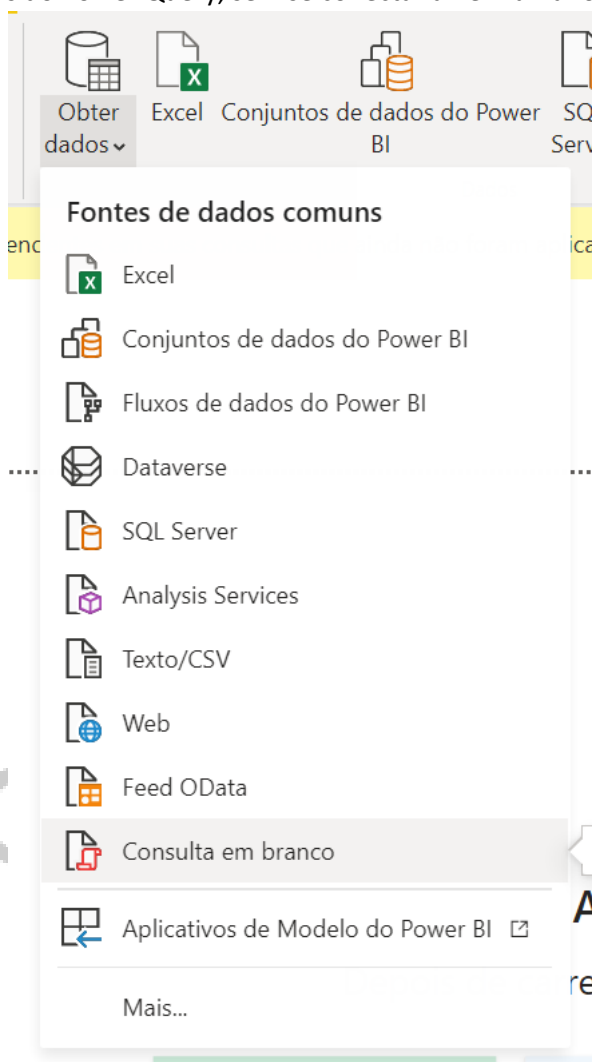 Obter
dados
Excel
Conjuntos de dados do Power
BI
Fontes de dados comuns
Excel
Conjuntos de dados do Power BI
Fluxos de dados do Power BI
Dataverse
SQL Server
Analysis Services
Texto/CSV
Web
Feed OData
Consulta em branco
Aplicativos de Modelo do Power BI
Mais...